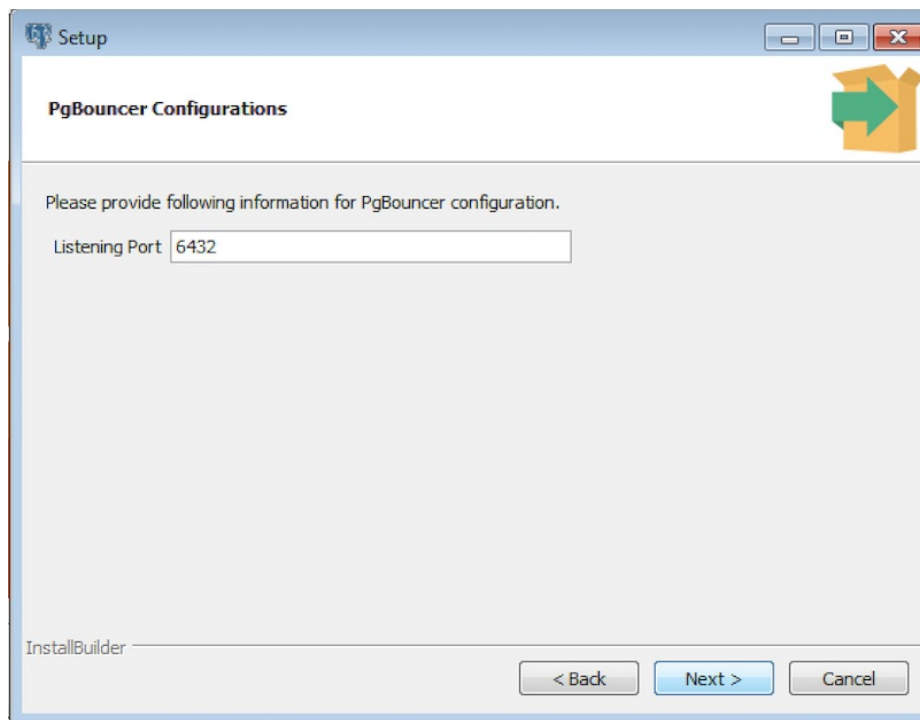 Setup
PgBouncer Configurations
Please provide following information for PgBouncer configuration.
Listening Port 6432
InstallBuilder
< Back Next > Cancel